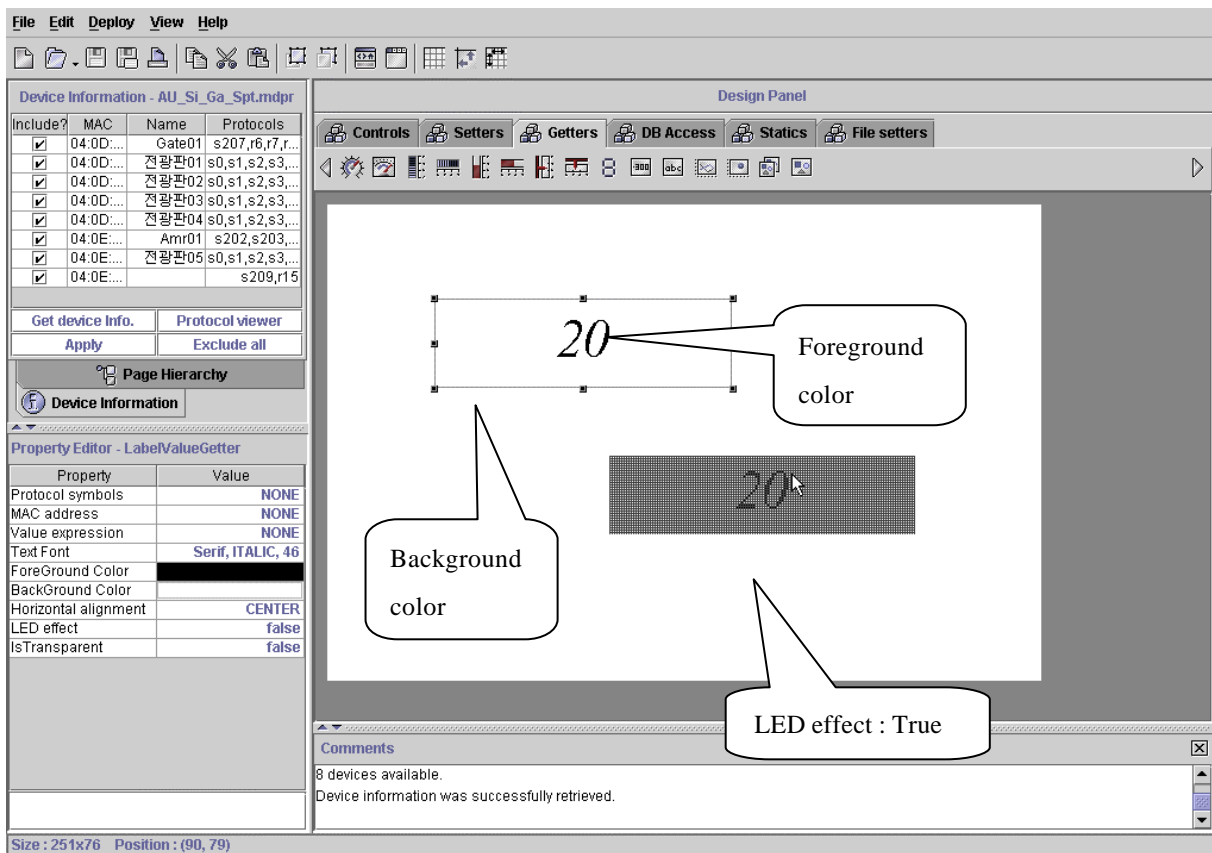 File Edit Deploy View Help
Device Information - AU_Si_Ga_Spt.mdpr
Include? MAC Name Protocols
04:0D:... Gate01 s207,r6,r7,r...
04:0D:... 전광판01 s0,s1,s2,s3,...
04:0D:... 전광판02 s0,s1,s2,s3,...
04:0D:... 전광판03 s0,s1,s2,s3,...
04:0D:... 전광판04 s0,s1,s2,s3,...
04:0E:... Amr01 s202,s203,...
04:0E:... 전광판05 s0,s1,s2,s3,...
04:0E:... s209,r15
Get device Info. Protocol viewer
Apply Exclude all
Page Hierarchy
Device Information
Property Editor - LabelValueGetter
Property Value
Protocol symbols NONE
MAC address NONE
Value expression NONE
Text Font Serif, ITALIC, 46
ForeGround Color
BackGround Color
Horizontal alignment CENTER
LED effect false
IsTransparent false
Size : 251x76 Position : (90, 79)
Design Panel
Controls Setters Getters DB Access Statics File setters
20
Foreground
color
20
Background
color
LED effect : True
Comments
8 devices available.
Device information was successfully retrieved.